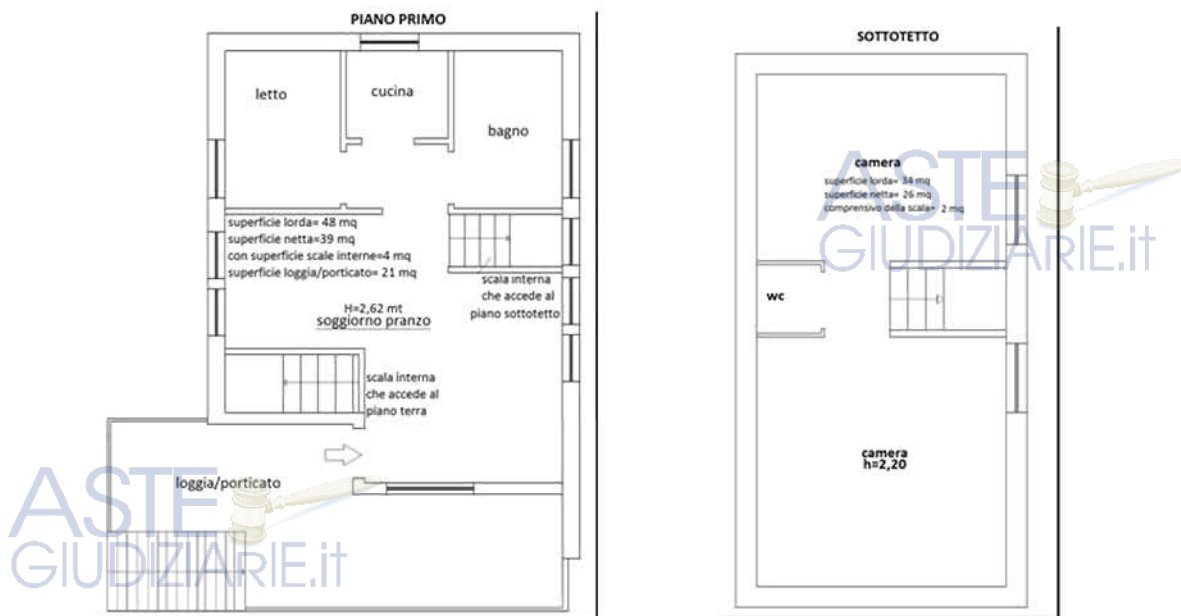 PIANO PRIMO
letto
cucina
bagno
superficie lorda= 48 mq
superficie netta=39 mq
con superficie scale interne=4 mq
superficie loggia/porticato= 21 mq
H=2,62 mt
soggiorno pranzo
scala interna
che accede al
piano sottotetto
scala interna
che accede al
piano terra
loggia/porticato
ASTE
GIUDIZIARIE.it
SOTTOTETTO
camera
superficie lorda= 34 mq
superficie netta= 26 mq
comprensivo della scala= 2 mq
ASTE
GIUDIZIARIE.it
wc
camera
h=2,20